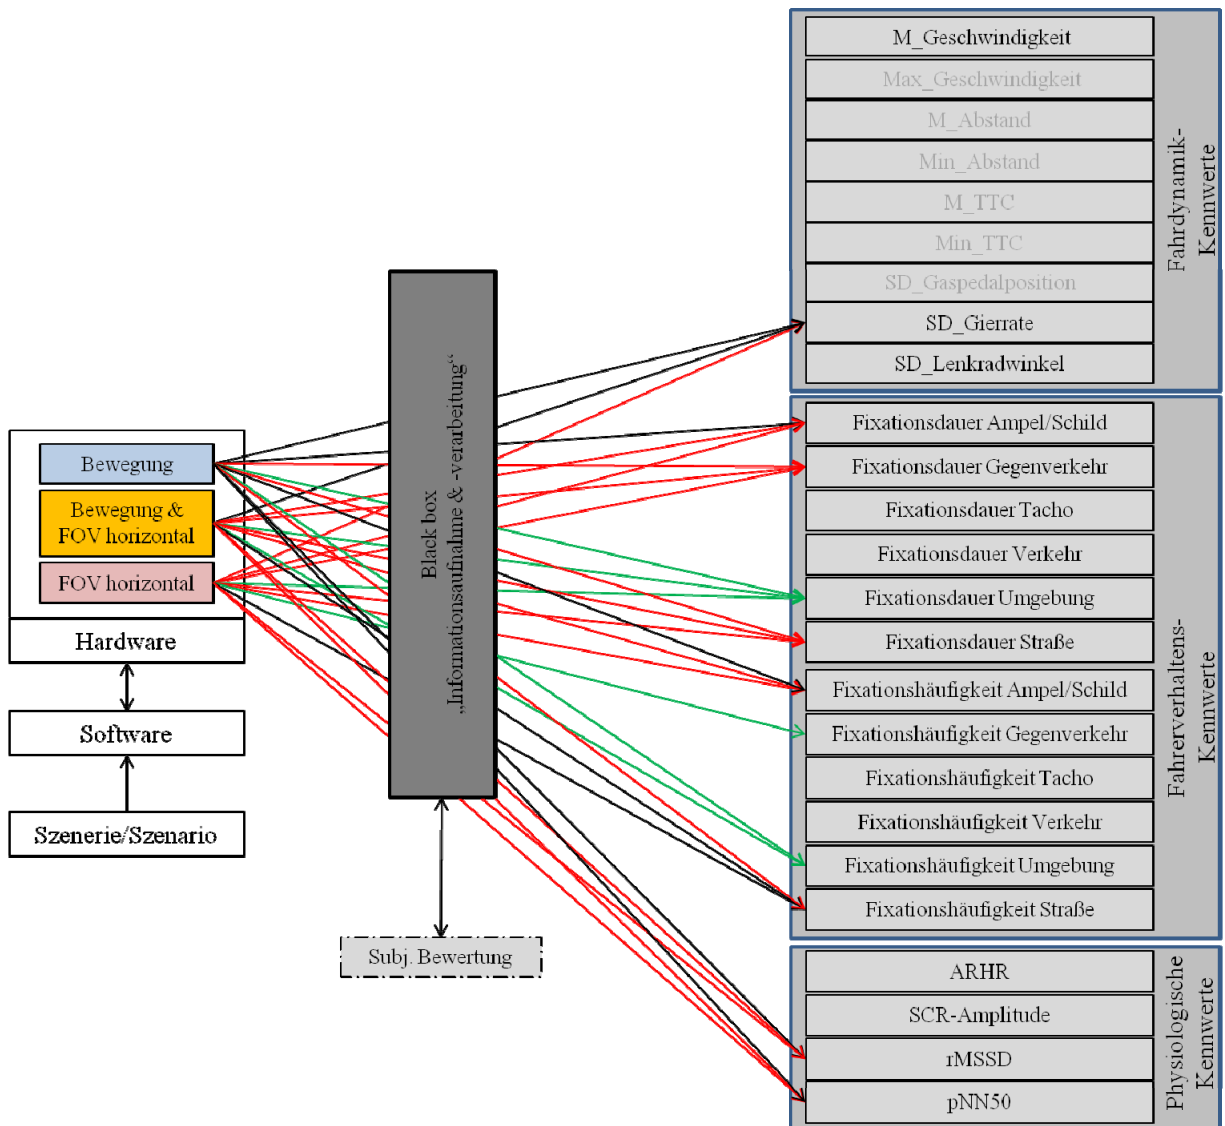 M_Geschwindigkeit
Max_Geschwindigkeit
M_Abstand
Min_Abstand
M_TTC
Min_TTC
SD_Gaspedalposition
SD_Gierrate
SD_Lenkradwinkel
Fahrdynamik-
Kennwerte
Bewegung
Bewegung &
FOV horizontal
FOV horizontal
Hardware
Software
Szenerie/Szenario
Black box
„Informationsaufnahme & -verarbeitung“
Subj. Bewertung
Fixationsdauer Ampel/Schild
Fixationsdauer Gegenverkehr
Fixationsdauer Tacho
Fixationsdauer Verkehr
Fixationsdauer Umgebung
Fixationsdauer Straße
Fixationshäufigkeit Ampel/Schild
Fixationshäufigkeit Gegenverkehr
Fixationshäufigkeit Tacho
Fixationshäufigkeit Verkehr
Fixationshäufigkeit Umgebung
Fixationshäufigkeit Straße
Fahrerverhaltens-
Kennwerte
ARHR
SCR-Amplitude
rMSSD
pNN50
Physiologische
Kennwerte